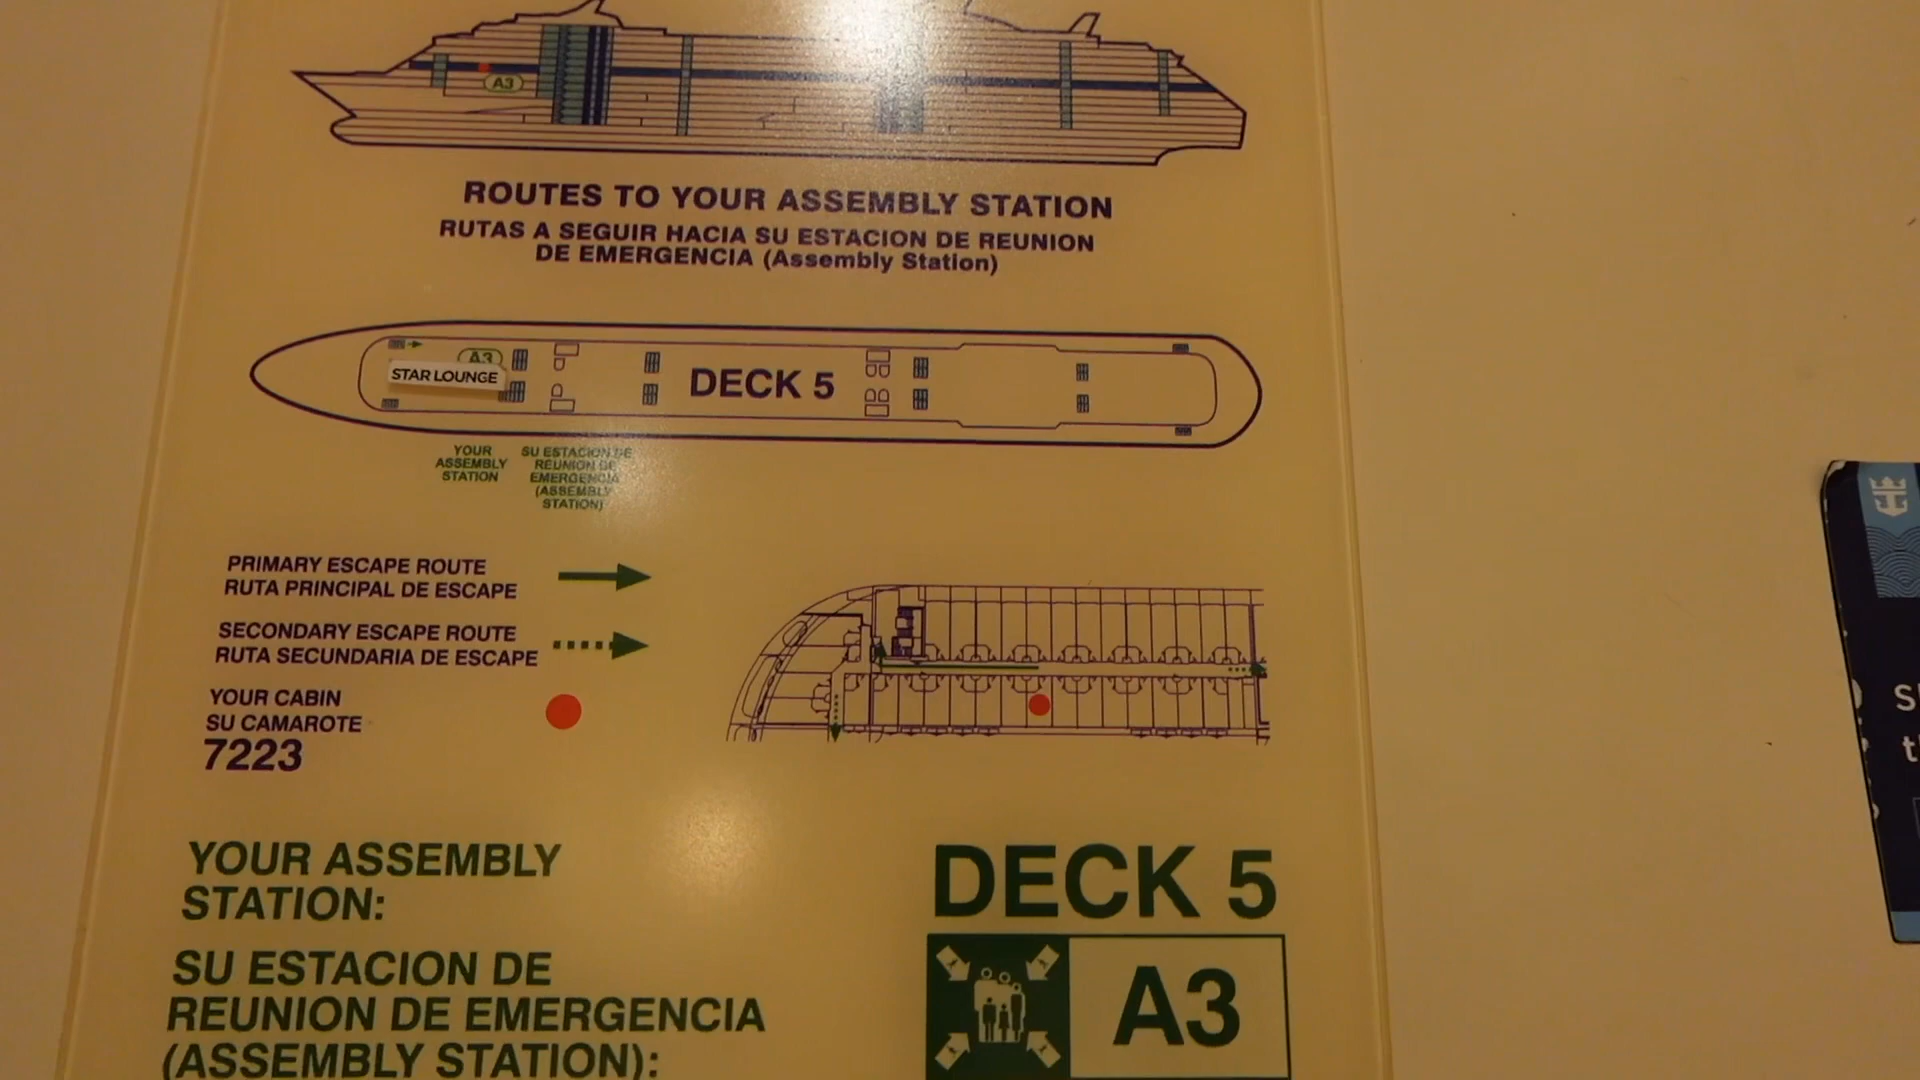 A3
ROUTES TO YOUR ASSEMBLY STATION
RUTAS A SEGUIR HACIA SU ESTACION DE REUNION
DE EMERGENCIA (Assembly Station)
A3
STAR LOUNGE
DECK 5
YOUR
ASSEMBLY
STATION
SU ESTACION DE
REUNION DE
EMERGENCIA
(ASSEMBLY
STATION)
PRIMARY ESCAPE ROUTE
RUTA PRINCIPAL DE ESCAPE
SECONDARY ESCAPE ROUTE
RUTA SECUNDARIA DE ESCAPE
YOUR CABIN
SU CAMAROTE
7223
YOUR ASSEMBLY
STATION:
SU ESTACION DE
REUNION DE EMERGENCIA
(ASSEMBLY STATION):
DECK 5
A3